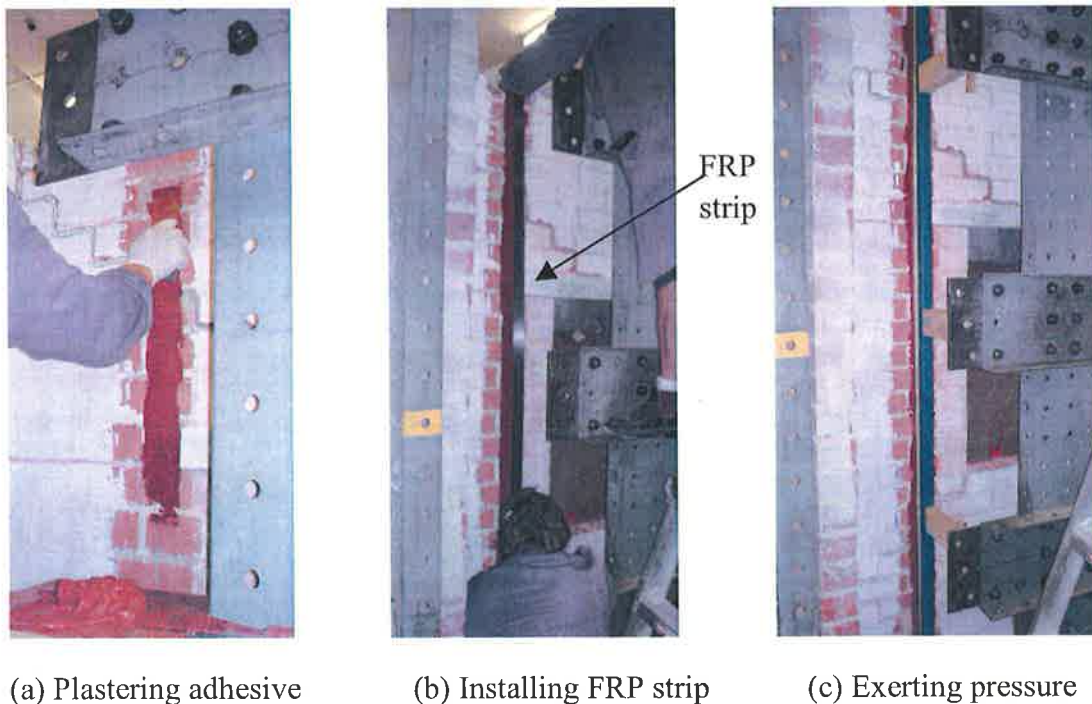 FRP
strip
(a) Plastering adhesive
(b) Installing FRP strip
(c) Exerting pressure